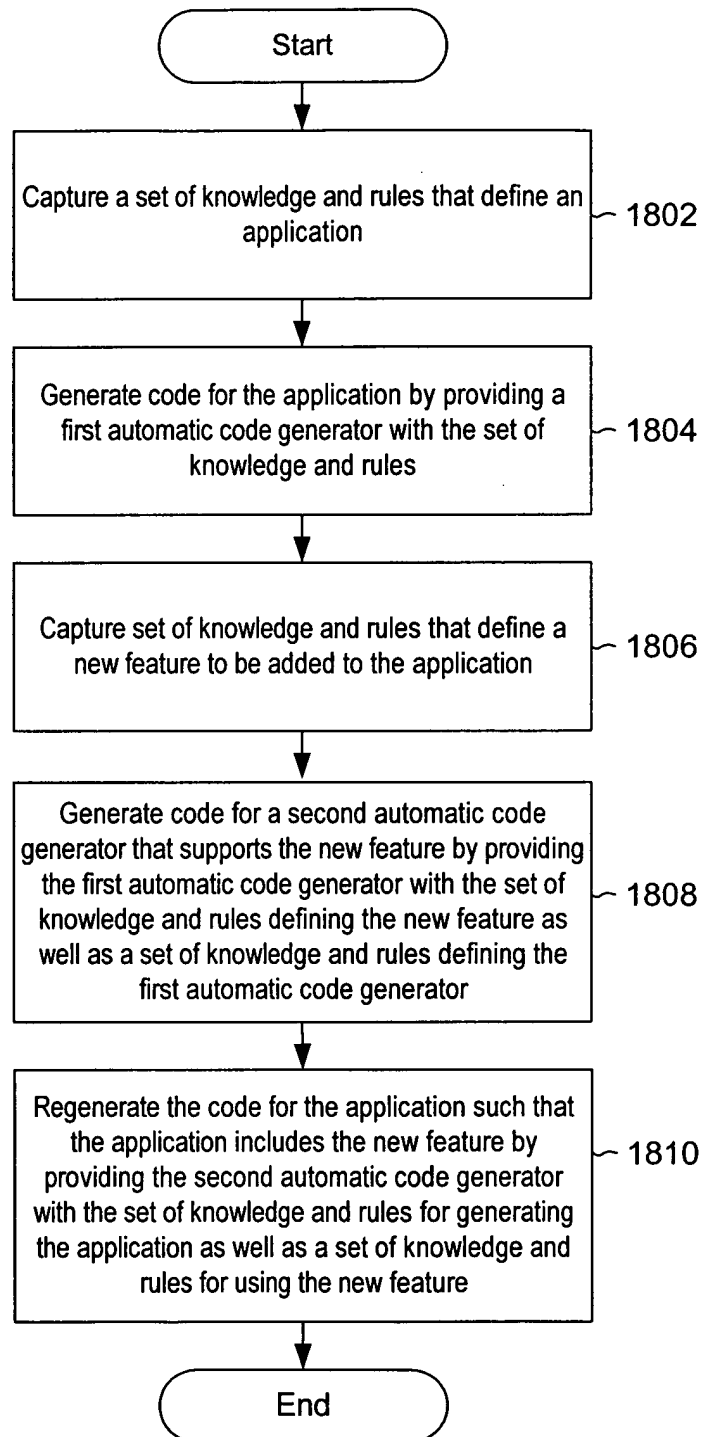 Start
Capture a set of knowledge and rules that define an
application
1802
Generate code for the application by providing a
first automatic code generator with the set of
knowledge and rules
1804
Capture set of knowledge and rules that define a
new feature to be added to the application
1806
Generate code for a second automatic code
generator that supports the new feature by providing
the first automatic code generator with the set of
knowledge and rules defining the new feature as
well as a set of knowledge and rules defining the
first automatic code generator
1808
Regenerate the code for the application such that
the application includes the new feature by
providing the second automatic code generator
with the set of knowledge and rules for generating
the application as well as a set of knowledge and
rules for using the new feature
1810
End